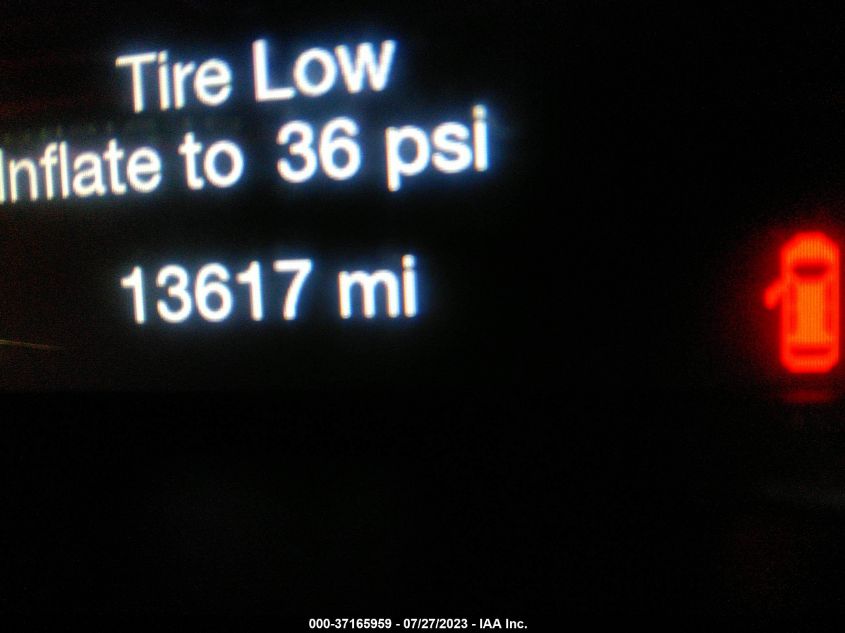 Tire Low
Inflate to 36 psi
13617 mi
000-37165959 - 07/27/2023 - IAA Inc.